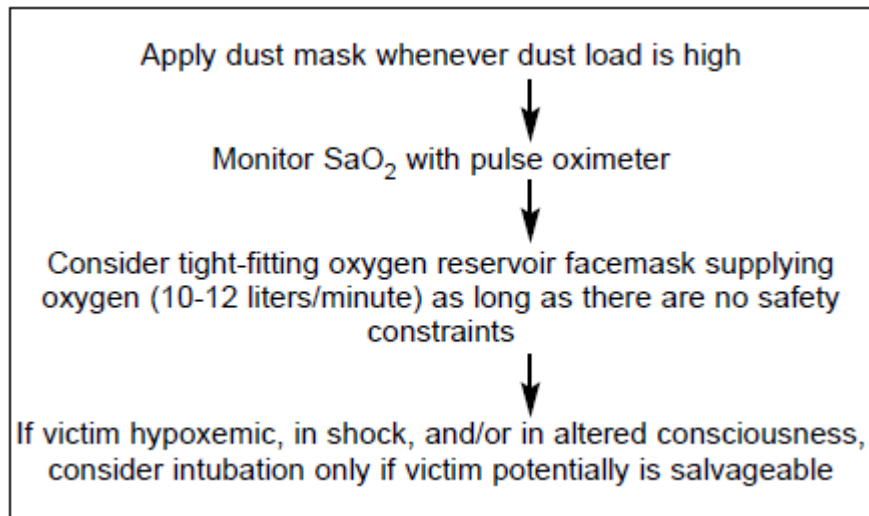 Apply dust mask whenever dust load is high
Monitor SaO₂ with pulse oximeter
Consider tight-fitting oxygen reservoir facemask supplying
oxygen (10-12 liters/minute) as long as there are no safety
constraints
If victim hypoxemic, in shock, and/or in altered consciousness,
consider intubation only if victim potentially is salvageable